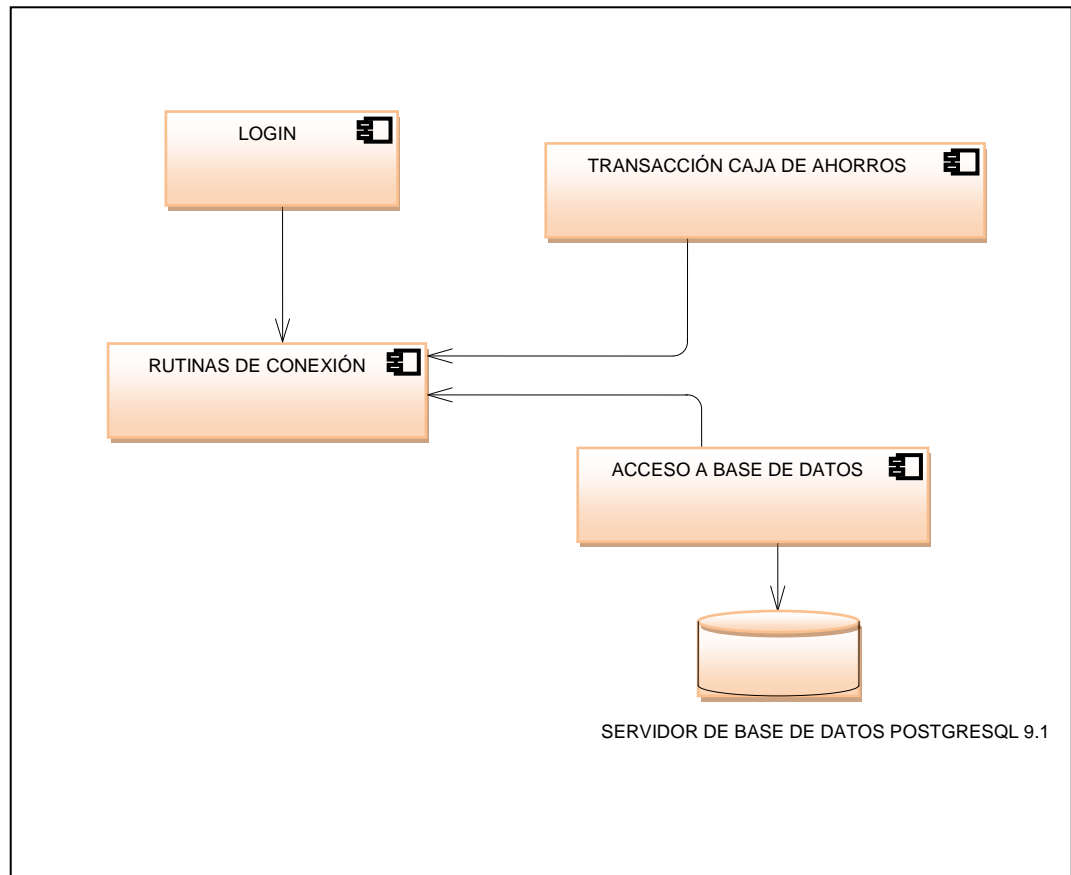 LOGIN
TRANSACCIÓN CAJA DE AHORROS
RUTINAS DE CONEXIÓN
ACCESO A BASE DE DATOS
SERVIDOR DE BASE DE DATOS POSTGRESQL 9.1